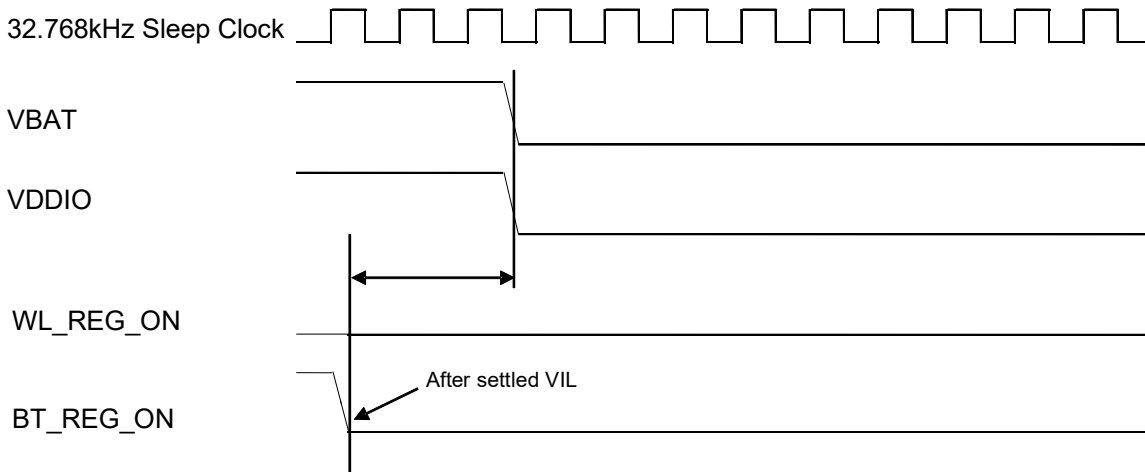 32.768kHz Sleep Clock
VBAT
VDDIO
WL_REG_ON
After settled VIL
BT_REG_ON